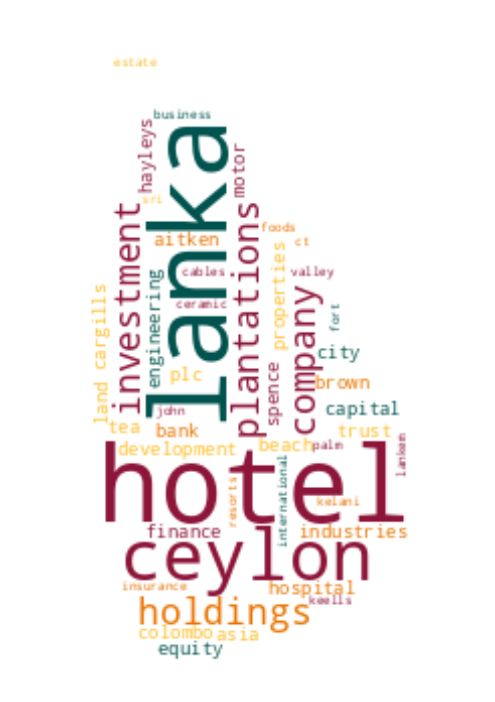 estate
business
hayleys
lanka
motor
sri
investment
plantations
aitken
foods
ct
cables
valley
engineering
properties
company
land
cargills
ceramic
fort
city
spence
plc
brown
john
capital
tea
bank
trust
development
beach
palm
lankem
hotel
international
resorts
kelani
finance
industries
ceylon
insurance
hospital
keells
holdings
colombo
asia
equity